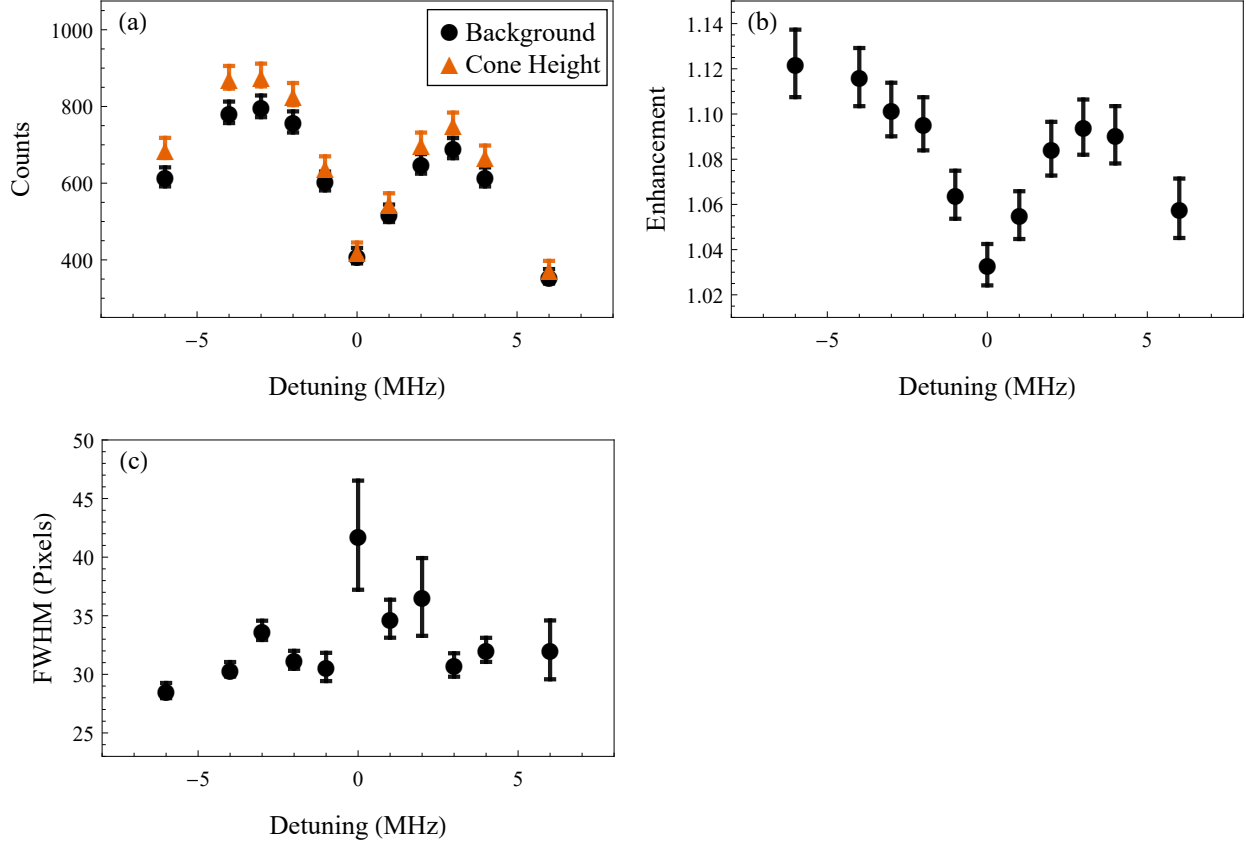 (a)
Background
Cone Height
1000
800
600
400
Counts
−5
0
5
Detuning (MHz)
(b)
1.14
1.12
1.10
1.08
1.06
1.04
1.02
Enhancement
−5
0
5
Detuning (MHz)
(c)
50
45
40
35
30
25
FWHM (Pixels)
−5
0
5
Detuning (MHz)